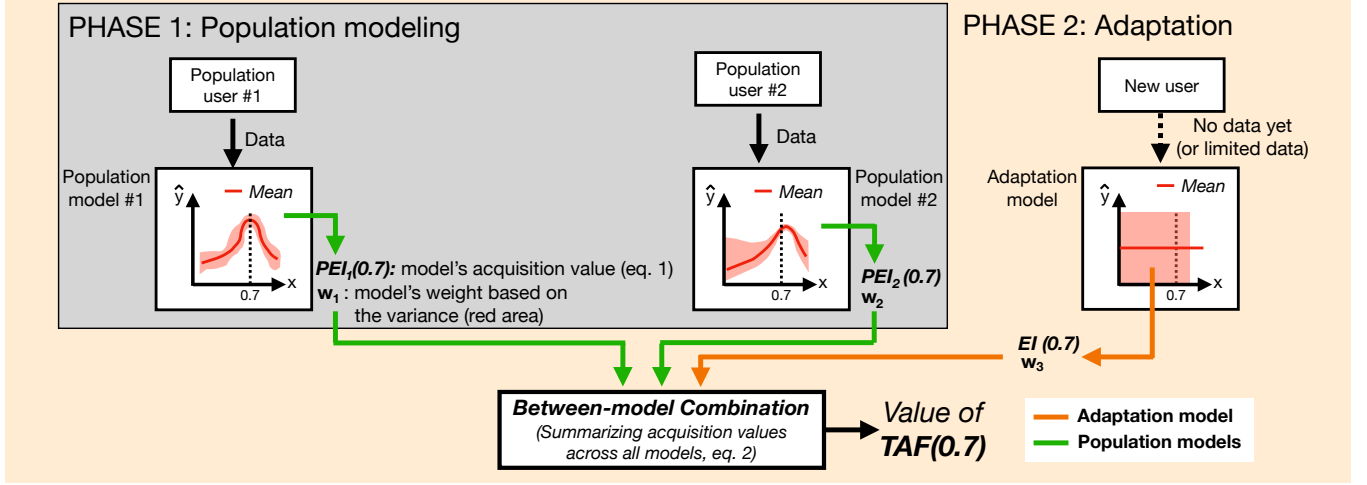 PHASE 1: Population modeling
Population
user #1
Data
Population
model #1
ŷ
Mean
x
0.7
PEI₁(0.7): model's acquisition value (eq. 1)
w₁ : model's weight based on
the variance (red area)
Population
user #2
Data
Population
model #2
ŷ
Mean
x
0.7
PEI₂(0.7)
w₂
PHASE 2: Adaptation
New user
No data yet
(or limited data)
Adaptation
model
ŷ
Mean
x
0.7
EI (0.7)
w₃
Between-model Combination
(Summarizing acquisition values
across all models, eq. 2)
Value of
TAF(0.7)
Adaptation model
Population models